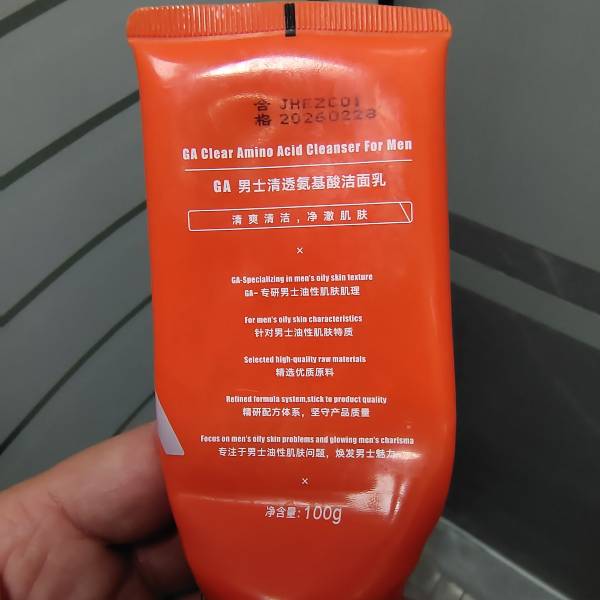 合格 JHEZC01
20260228
GA Clear Amino Acid Cleanser For Men
GA 男士清透氨基酸洁面乳
清爽清洁，净澈肌肤
×
GA-Specializing in men's oily skin texture
GA- 专研男士油性肌肤肌理
For men's oily skin characteristics
针对男士油性肌肤特质
Selected high-quality raw materials
精选优质原料
Refined formula system,stick to product quality
精研配方体系，坚守产品质量
Focus on men's oily skin problems and glowing men's charisma
专注于男士油性肌肤问题，焕发男士魅力
×
净含量：100g